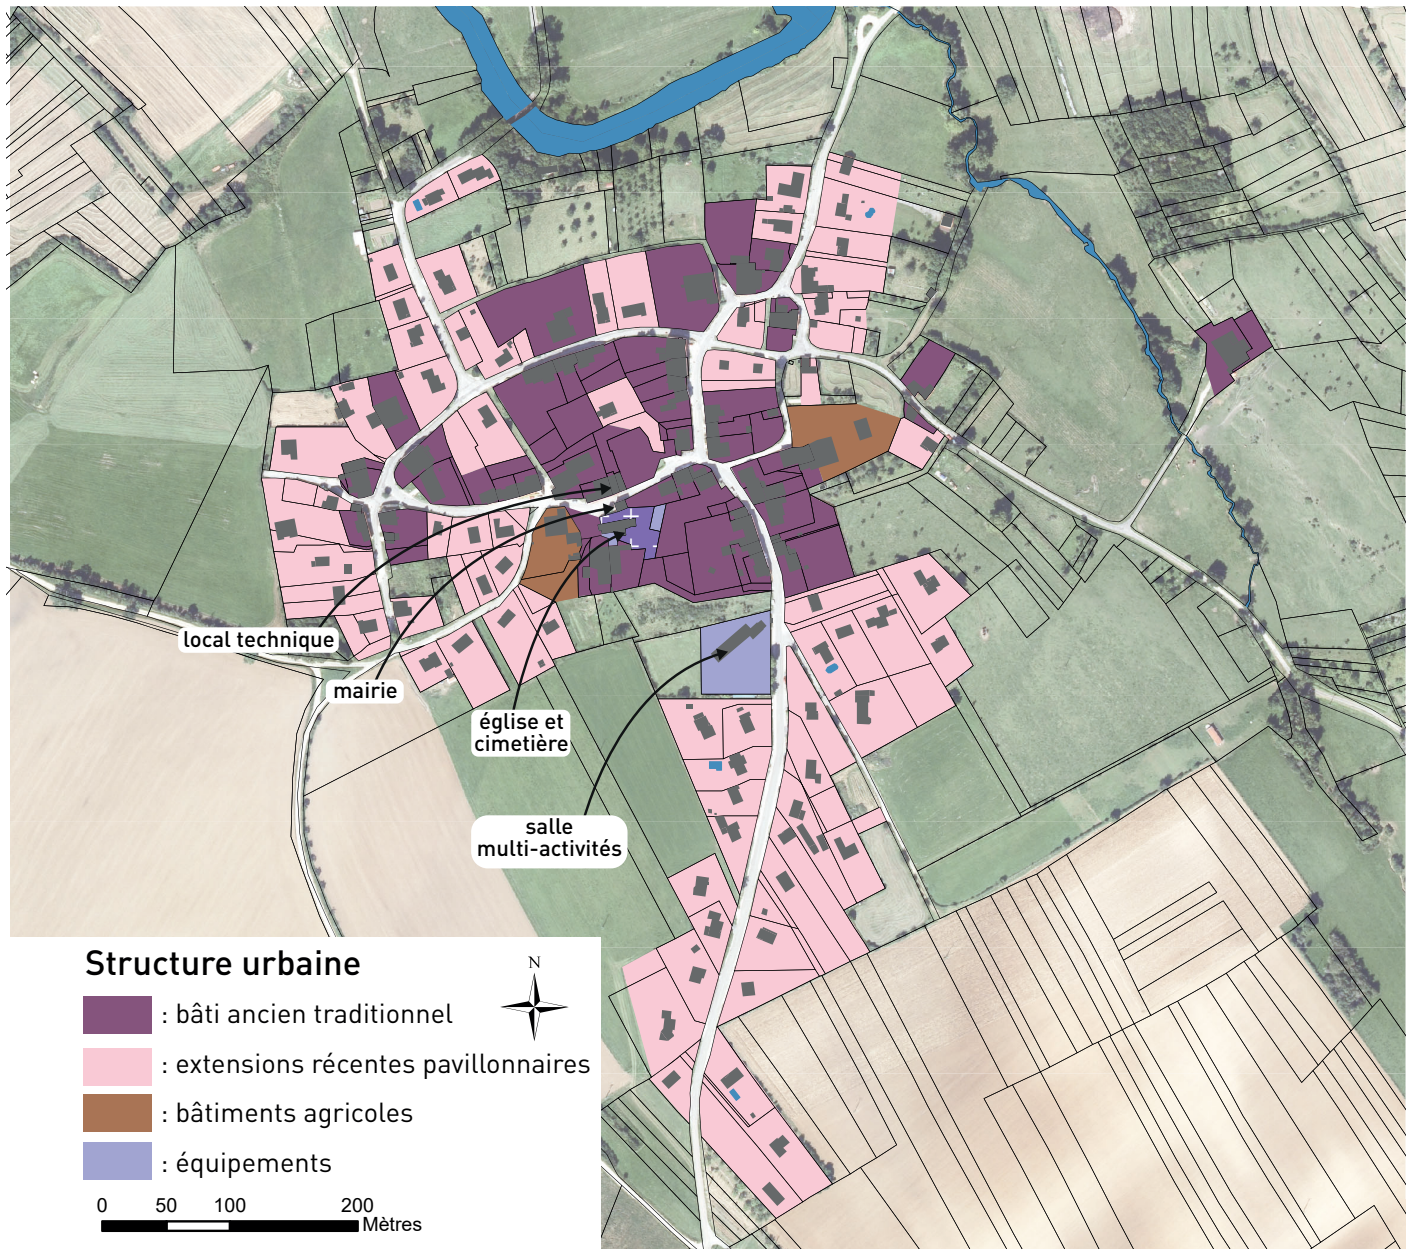 local technique
mairie
église et
cimetière
salle
multi-activités
Structure urbaine
N
: bâti ancien traditionnel
: extensions récentes pavillonnaires
: bâtiments agricoles
: équipements
0 50 100 200
Mètres